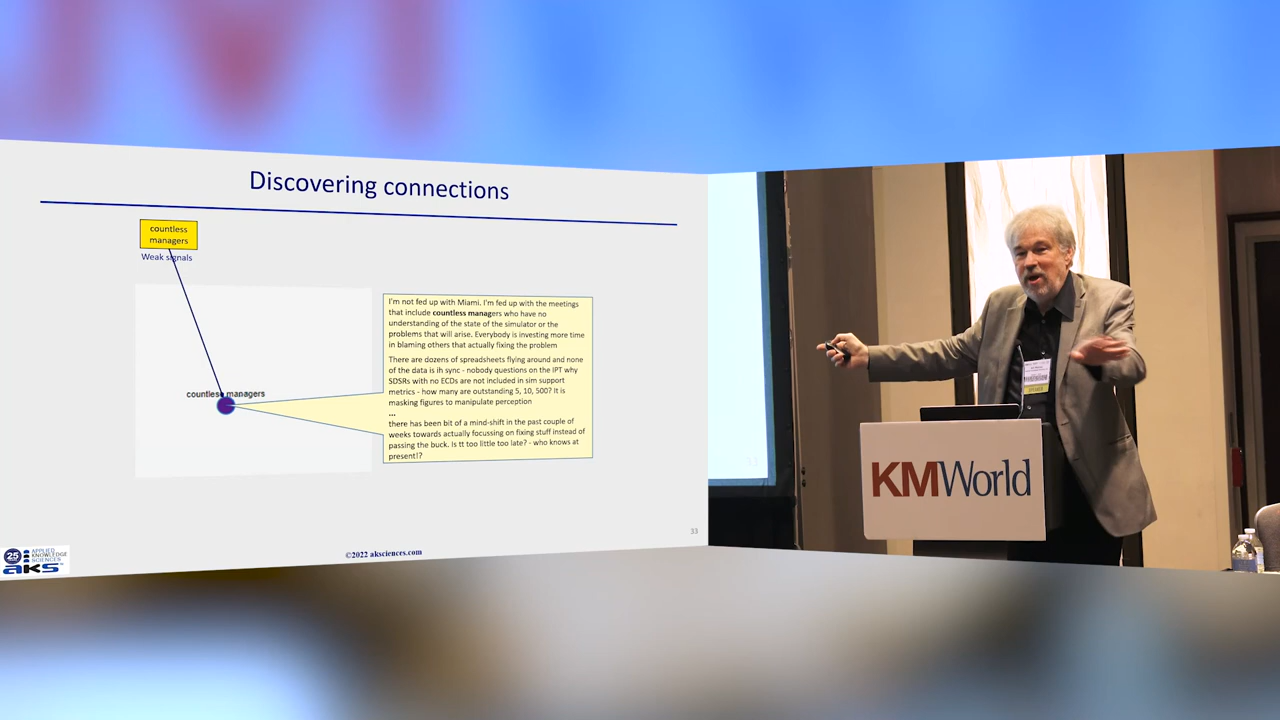 Discovering connections
countless
managers
Weak signals
countless managers
I'm not fed up with Miami. I'm fed up with the meetings
that include countless managers who have no
understanding of the state of the simulator or the
problems that will arise. Everybody is investing more time
in blaming others that actually fixing the problem
There are dozens of spreadsheets flying around and none
of the data is ih sync - nobody questions on the IPT why
SDSRs with no ECDs are not included in sim support
metrics - how many are outstanding 5, 10, 500? It is
masking figures to manipulate perception
...
there has been bit of a mind-shift in the past couple of
weeks towards actually focussing on fixing stuff instead of
passing the buck. is tt too little too late? - who knows at
present!?
33
25
APPLIED
KNOWLEDGE
SCIENCES
aks
©2022 aksciences.com
KMWorld
SPEAKER